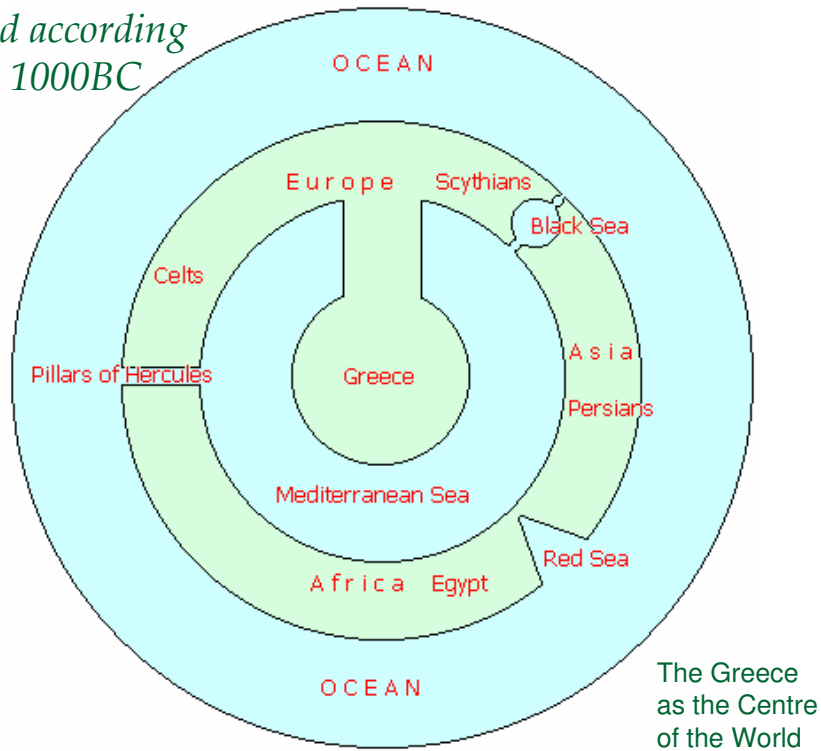 d according
1000BC
OCEAN
Europe Scythians
Black Sea
Celts
Asia
Pillars of Hercules
Greece
Persians
Mediterranean Sea
Red Sea
Africa Egypt
OCEAN
The Greece
as the Centre
of the World